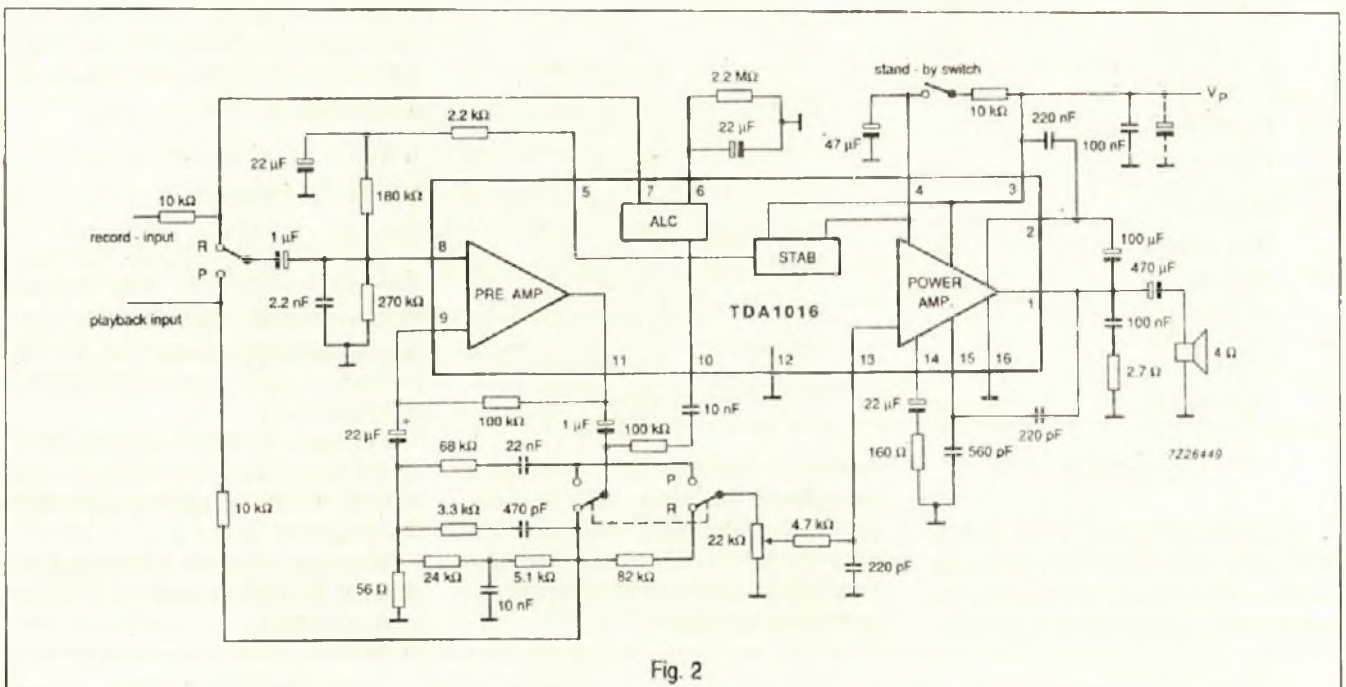 stand - by switch
2.2 MΩ
10 kΩ
V_P
2.2 kΩ
22 µF
47 µF
220 nF
100 nF
22 µF
10 kΩ
180 kΩ
5
7
6
4
3
record - input
ALC
2
1 µF
R
8
STAB
100 µF
470 µF
P
PRE. AMP
POWER AMP.
1
2.2 nF
270 kΩ
9
TDA1016
100 nF
playback input
4 Ω
11
10
12
13
14
15
16
2.7 Ω
10 nF
22 µF
100 kΩ
1 µF
100 kΩ
220 pF
22 µF
68 kΩ
22 nF
160 Ω
560 pF
7Z26449
P
10 kΩ
R
3.3 kΩ
470 pF
22 kΩ
4.7 kΩ
56 Ω
24 kΩ
5.1 kΩ
82 kΩ
220 pF
10 nF
Fig. 2